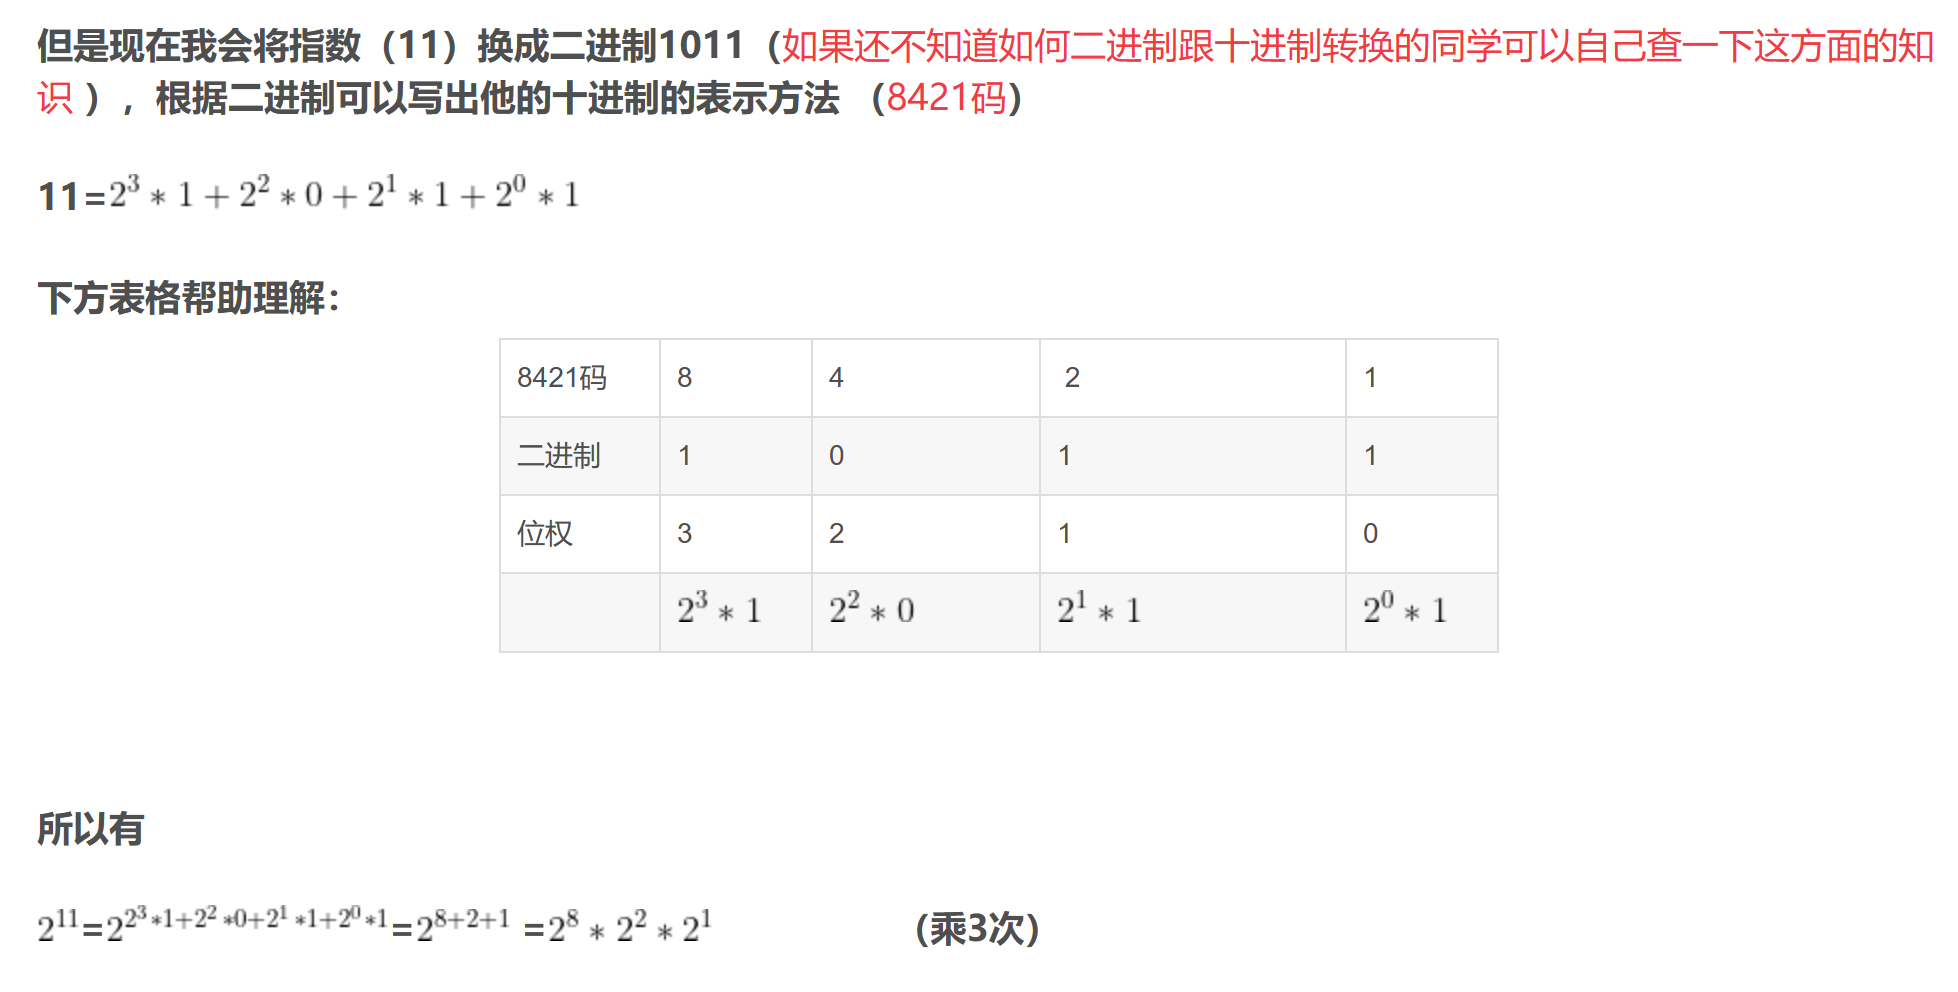 但是现在我会将指数（11）换成二进制1011（如果还不知道如何二进制跟十进制转换的同学可以自己查一下这方面的知
识 ），根据二进制可以写出他的十进制的表示方法 （8421码）
11=2^3 * 1 + 2^2 * 0 + 2^1 * 1 + 2^0 * 1
下方表格帮助理解：
8421码 8 4 2 1
二进制 1 0 1 1
位权 3 2 1 0
2^3 * 1 2^2 * 0 2^1 * 1 2^0 * 1
所以有
2^{11}=2^{2^3*1+2^2*0+2^1*1+2^0*1}=2^{8+2+1} =2^8 * 2^2 * 2^1 (乘3次)